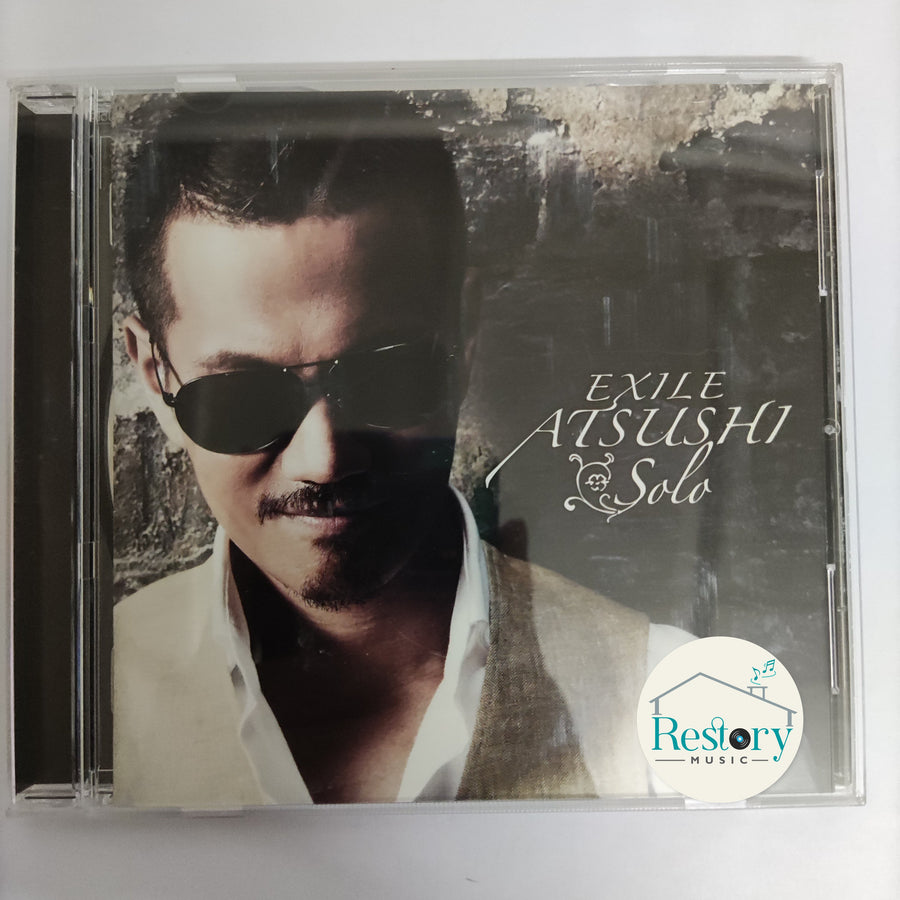 EXILE
ATSUSHI
Solo
Restory
MUSIC